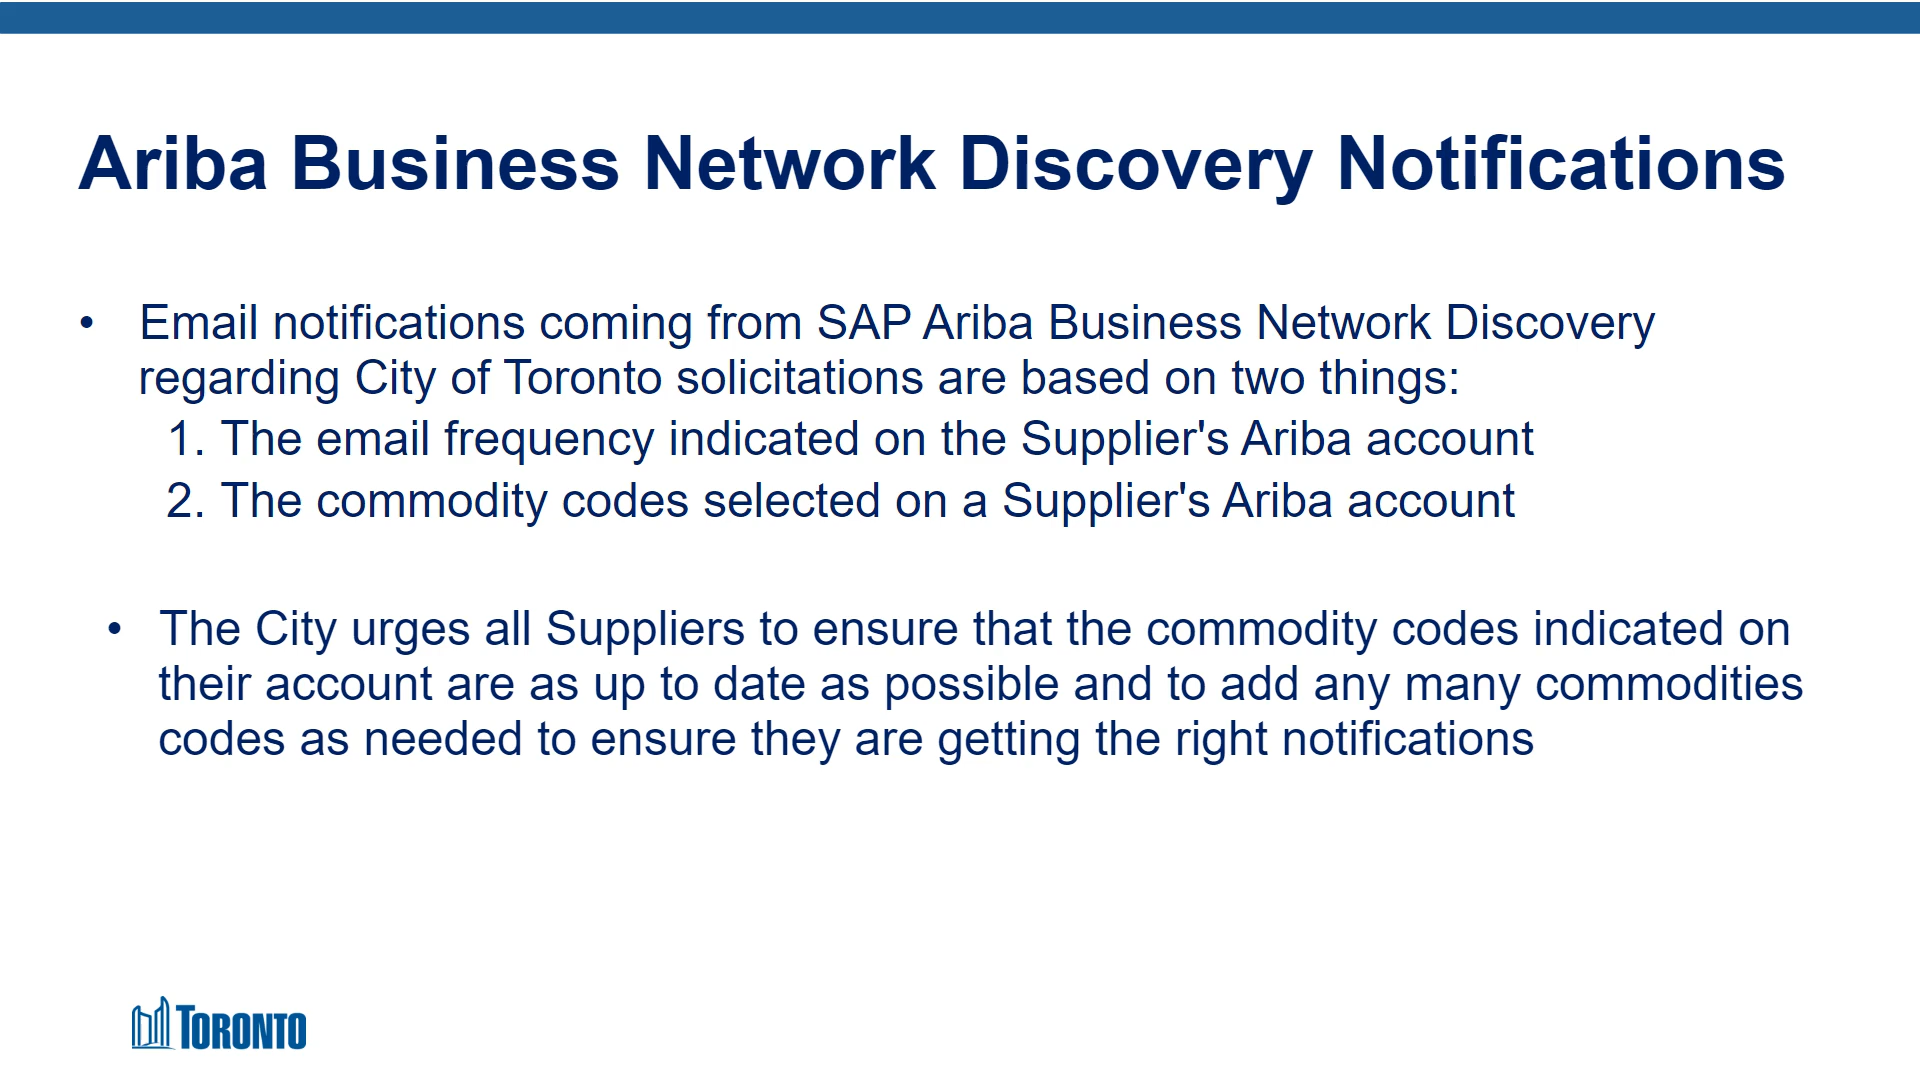 Ariba Business Network Discovery Notifications
• Email notifications coming from SAP Ariba Business Network Discovery
regarding City of Toronto solicitations are based on two things:
1. The email frequency indicated on the Supplier's Ariba account
2. The commodity codes selected on a Supplier's Ariba account
• The City urges all Suppliers to ensure that the commodity codes indicated on
their account are as up to date as possible and to add any many commodities
codes as needed to ensure they are getting the right notifications
TORONTO